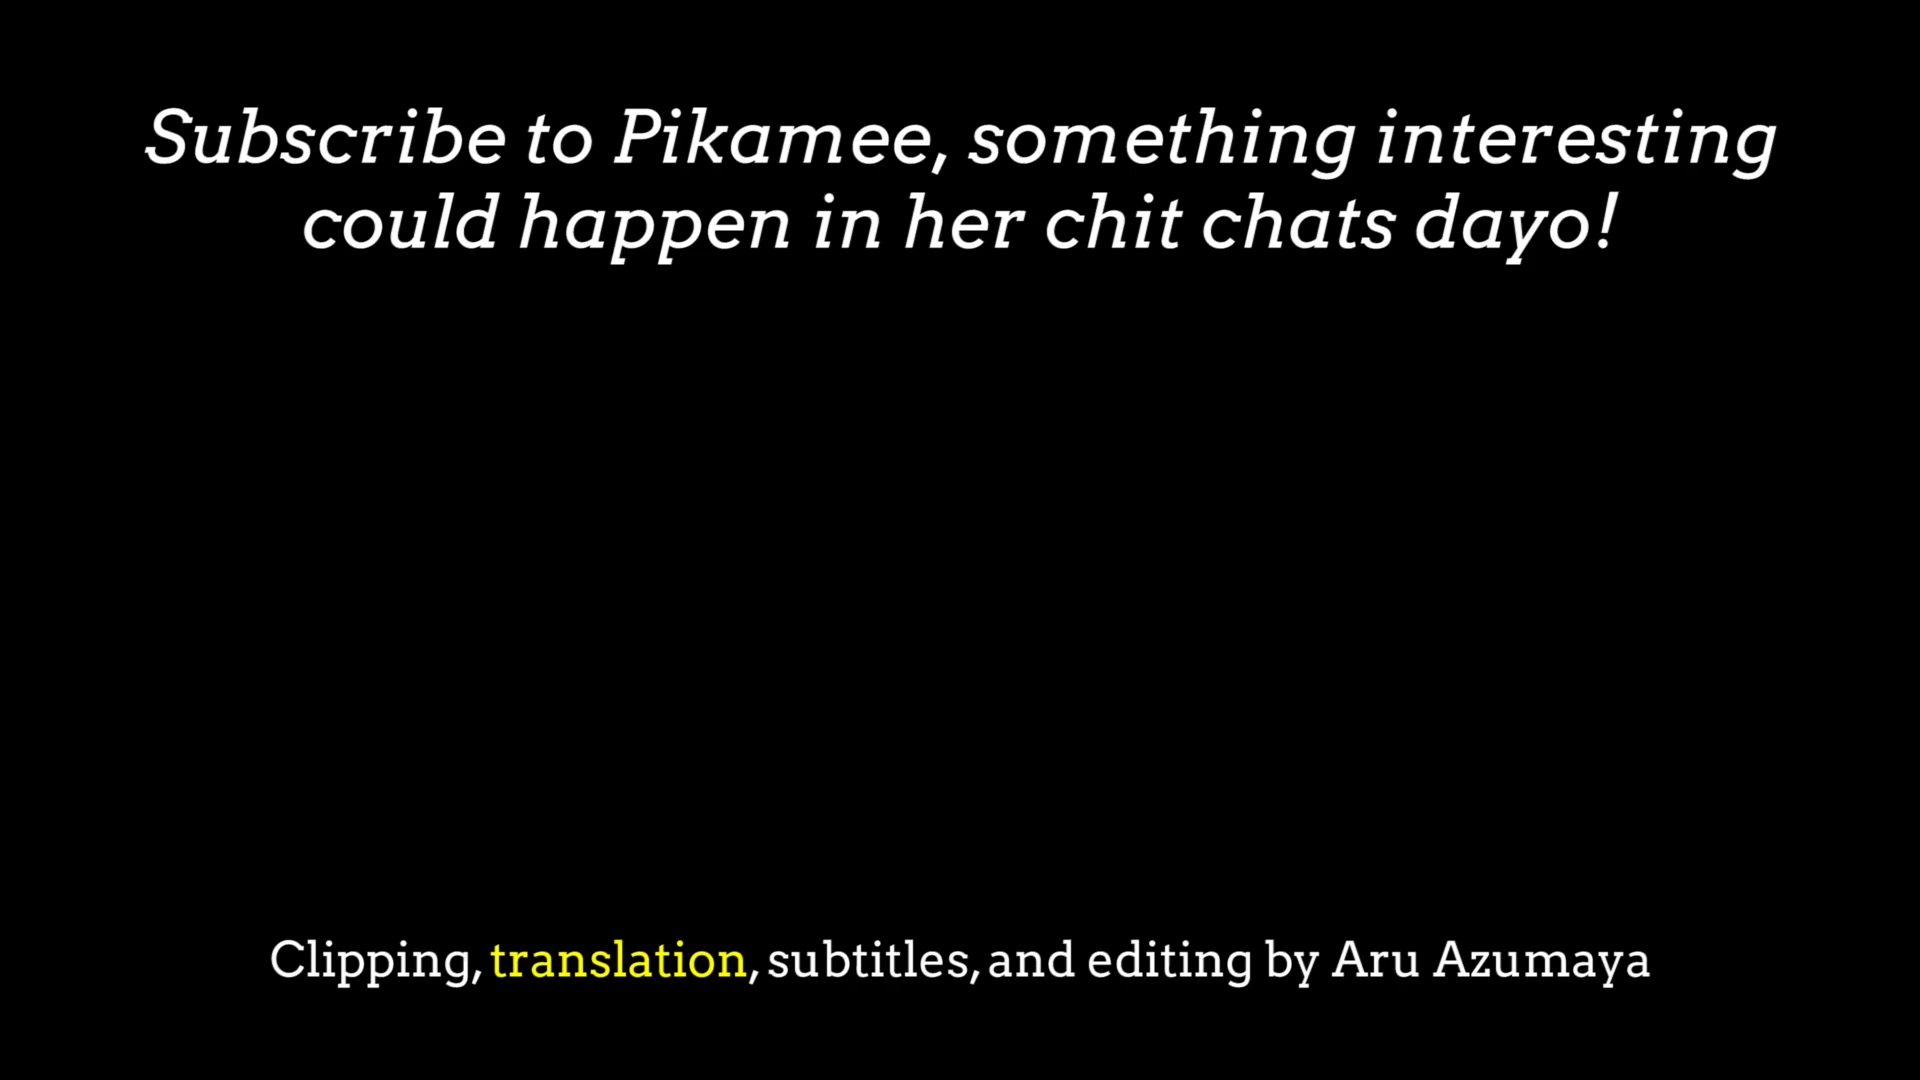 Subscribe to Pikamee, something interesting
could happen in her chit chats dayo!
Clipping, translation, subtitles, and editing by Aru Azumaya